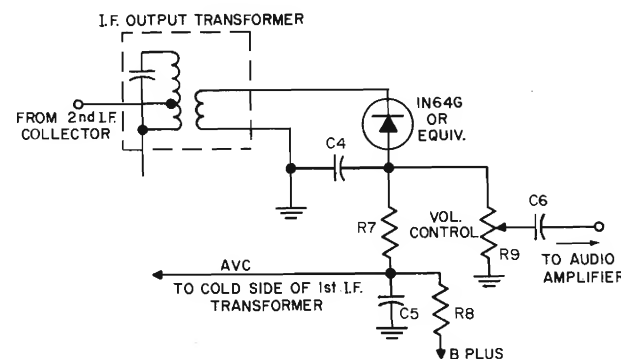 I.F. OUTPUT TRANSFORMER
FROM 2nd I.F.
COLLECTOR
IN64G
OR
EQUIV.
C4
R7
VOL.
CONTROL
R9
C6
TO AUDIO
AMPLIFIER
AVC
TO COLD SIDE OF 1st I.F.
TRANSFORMER
C5
R8
B PLUS